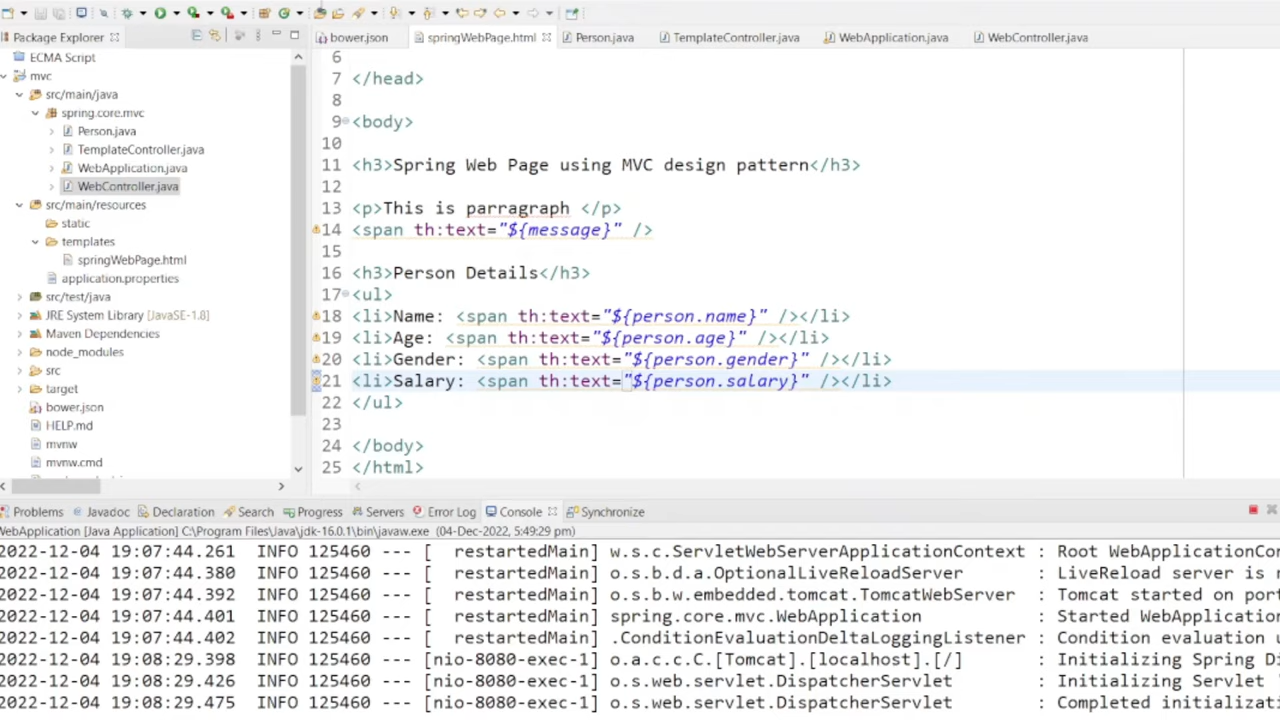 Package Explorer
bower.json
springWebPage.html
Person.java
TemplateController.java
WebApplication.java
WebController.java
ECMA Script
mvc
src/main/java
spring.core.mvc
Person.java
TemplateController.java
WebApplication.java
WebController.java
src/main/resources
static
templates
springWebPage.html
application.properties
src/test/java
JRE System Library [JavaSE-1.8]
Maven Dependencies
node_modules
src
target
bower.json
HELP.md
mvnw
mvnw.cmd
6
7 </head>
8
9 <body>
10
11 <h3>Spring Web Page using MVC design pattern</h3>
12
13 <p>This is parragraph </p>
14 <span th:text="${message}" />
15
16 <h3>Person Details</h3>
17 <ul>
18 <li>Name: <span th:text="${person.name}" /></li>
19 <li>Age: <span th:text="${person.age}" /></li>
20 <li>Gender: <span th:text="${person.gender}" /></li>
21 <li>Salary: <span th:text="${person.salary}" /></li>
22 </ul>
23
24 </body>
25 </html>
Problems Javadoc Declaration Search Progress Servers Error Log Console Synchronize
WebApplication [Java Application] C:\Program Files\Java\jdk-16.0.1\bin\javaw.exe (04-Dec-2022, 5:49:29 pm)
2022-12-04 19:07:44.261 INFO 125460 --- [ restartedMain] w.s.c.ServletWebServerApplicationContext : Root WebApplicationCon
2022-12-04 19:07:44.380 INFO 125460 --- [ restartedMain] o.s.b.d.a.OptionalLiveReloadServer : LiveReload server is r
2022-12-04 19:07:44.392 INFO 125460 --- [ restartedMain] o.s.b.w.embedded.tomcat.TomcatWebServer : Tomcat started on port
2022-12-04 19:07:44.401 INFO 125460 --- [ restartedMain] spring.core.mvc.WebApplication : Started WebApplication
2022-12-04 19:07:44.402 INFO 125460 --- [ restartedMain] .ConditionEvaluationDeltaLoggingListener : Condition evaluation u
2022-12-04 19:08:29.398 INFO 125460 --- [nio-8080-exec-1] o.a.c.c.C.[Tomcat].[localhost].[/] : Initializing Spring Di
2022-12-04 19:08:29.426 INFO 125460 --- [nio-8080-exec-1] o.s.web.servlet.DispatcherServlet : Initializing Servlet '
2022-12-04 19:08:29.475 INFO 125460 --- [nio-8080-exec-1] o.s.web.servlet.DispatcherServlet : Completed initializati